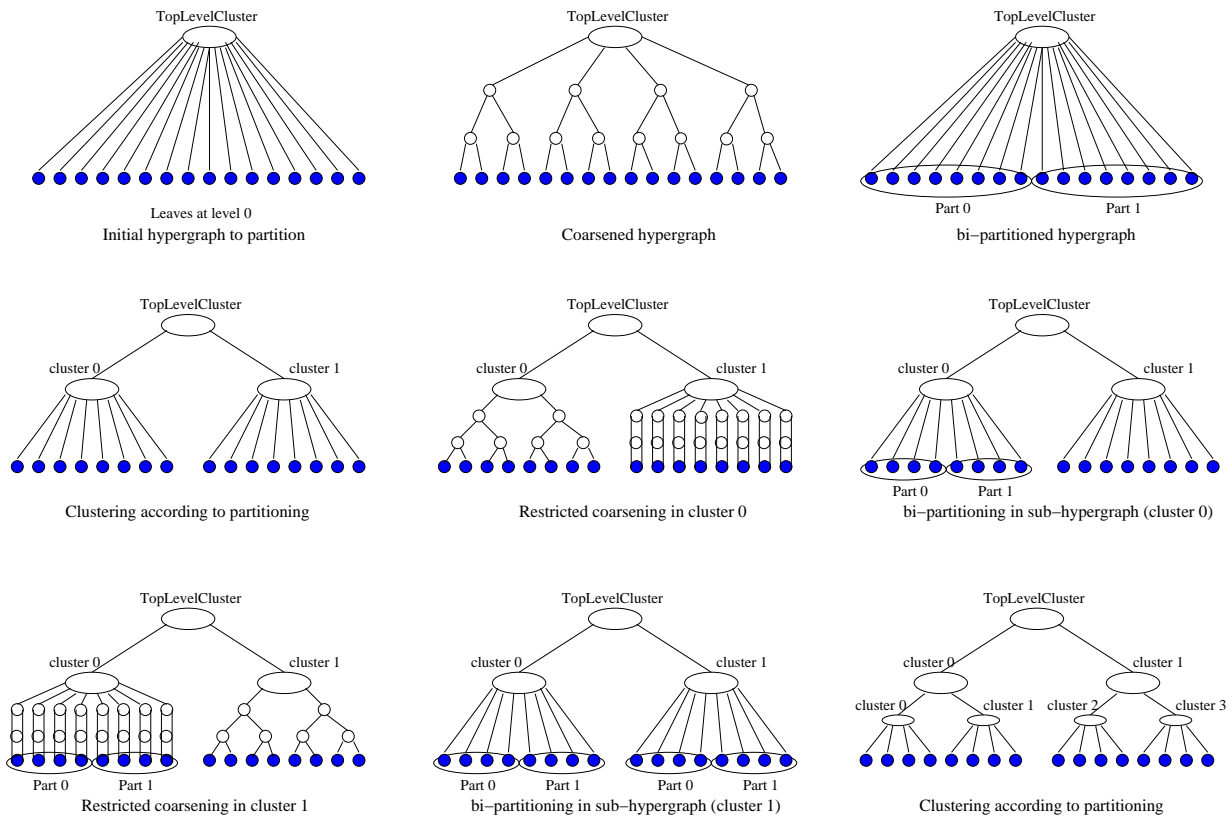 TopLevelCluster
Leaves at level 0
Initial hypergraph to partition
TopLevelCluster
Coarsened hypergraph
TopLevelCluster
Part 0
Part 1
bi−partitioned hypergraph
TopLevelCluster
cluster 0
cluster 1
Clustering according to partitioning
TopLevelCluster
cluster 0
cluster 1
Restricted coarsening in cluster 0
TopLevelCluster
cluster 0
cluster 1
Part 0
Part 1
bi−partitioning in sub−hypergraph (cluster 0)
TopLevelCluster
cluster 0
cluster 1
Part 0
Part 1
Restricted coarsening in cluster 1
TopLevelCluster
cluster 0
cluster 1
Part 0
Part 1
Part 0
Part 1
bi−partitioning in sub−hypergraph (cluster 1)
TopLevelCluster
cluster 0
cluster 1
cluster 0
cluster 1
cluster 2
cluster 3
Clustering according to partitioning